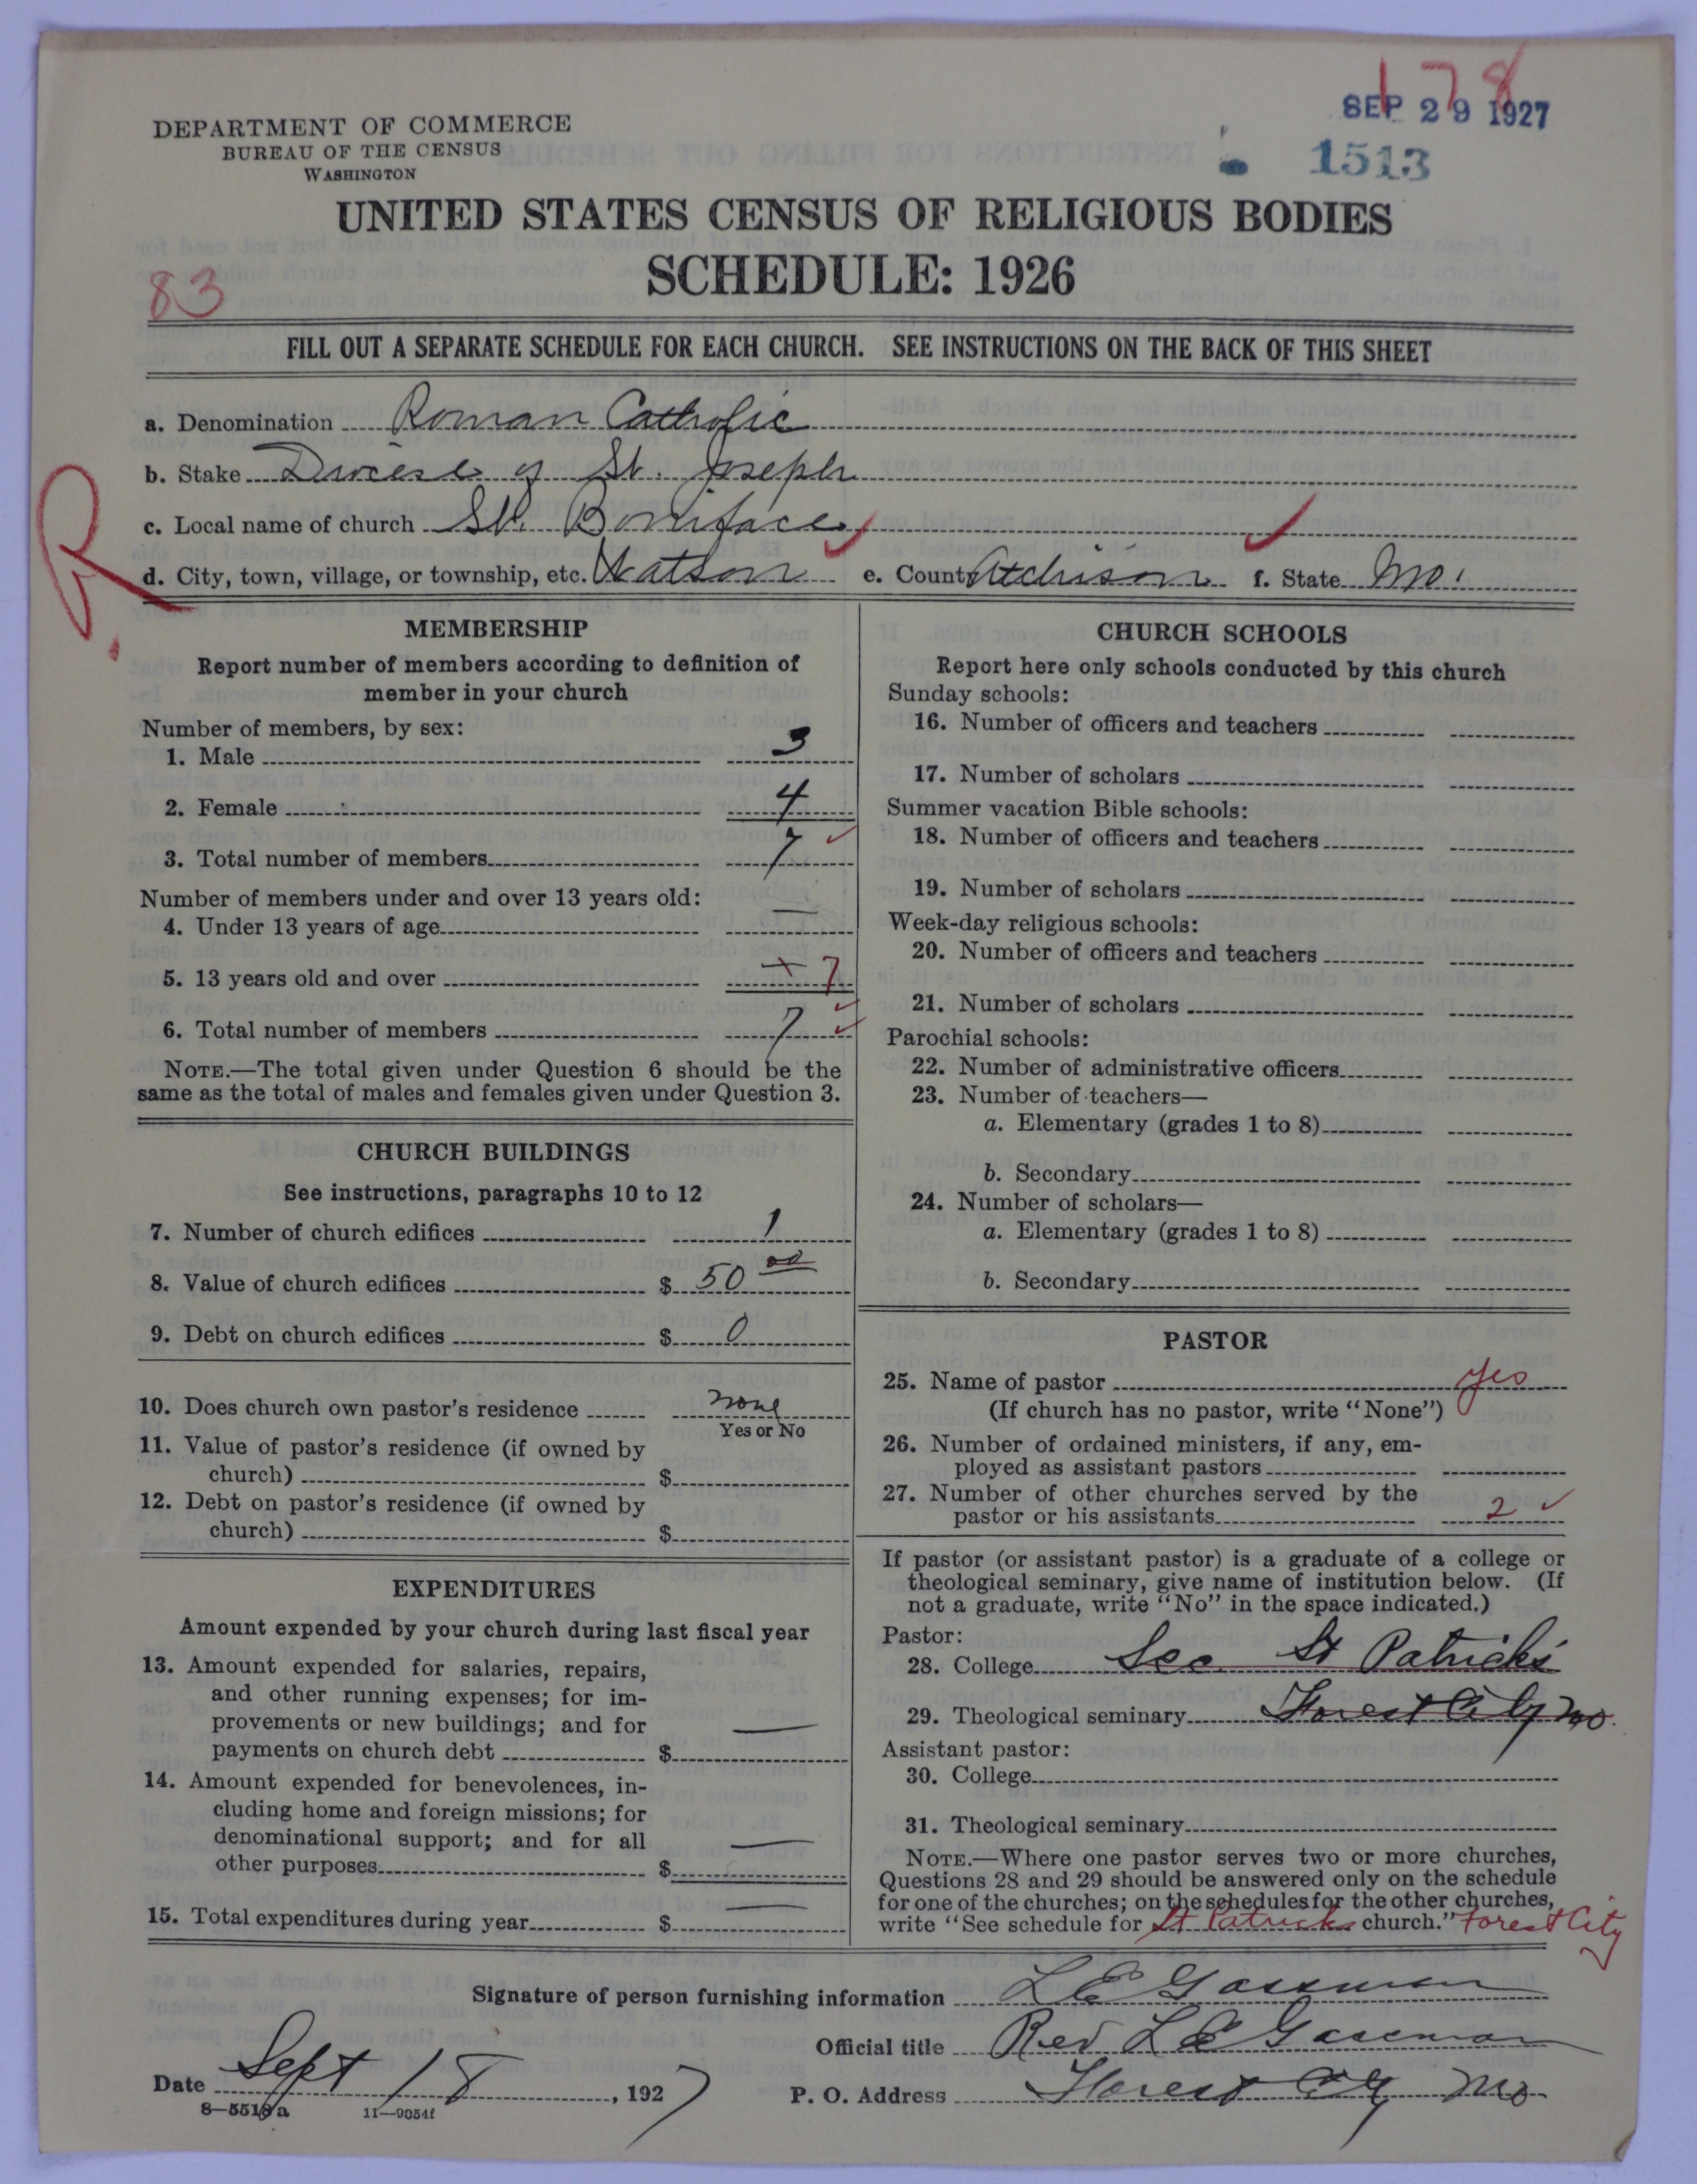 178
SEP 29 1927
1513
DEPARTMENT OF COMMERCE
BUREAU OF THE CENSUS
WASHINGTON
UNITED STATES CENSUS OF RELIGIOUS BODIES
SCHEDULE: 1926
83
FILL OUT A SEPARATE SCHEDULE FOR EACH CHURCH. SEE INSTRUCTIONS ON THE BACK OF THIS SHEET
a. Denomination Roman Catholic
b. Stake Diocese of St. Joseph
c. Local name of church St. Boniface
R.
d. City, town, village, or township, etc. Watson e. County Atchison f. State Mo.
MEMBERSHIP
Report number of members according to definition of
member in your church
Number of members, by sex:
1. Male 3
2. Female 4
3. Total number of members 7
Number of members under and over 13 years old:
4. Under 13 years of age —
5. 13 years old and over + 7
6. Total number of members 7
NOTE.—The total given under Question 6 should be the
same as the total of males and females given under Question 3.
CHURCH BUILDINGS
See instructions, paragraphs 10 to 12
7. Number of church edifices 1
8. Value of church edifices $ 50 00
9. Debt on church edifices $ 0
10. Does church own pastor's residence none
Yes or No
11. Value of pastor's residence (if owned by
church) $
12. Debt on pastor's residence (if owned by
church) $
EXPENDITURES
Amount expended by your church during last fiscal year
13. Amount expended for salaries, repairs,
and other running expenses; for im-
provements or new buildings; and for
payments on church debt $ —
14. Amount expended for benevolences, in-
cluding home and foreign missions; for
denominational support; and for all
other purposes $ —
15. Total expenditures during year $ —
CHURCH SCHOOLS
Report here only schools conducted by this church
Sunday schools:
16. Number of officers and teachers
17. Number of scholars
Summer vacation Bible schools:
18. Number of officers and teachers
19. Number of scholars
Week-day religious schools:
20. Number of officers and teachers
21. Number of scholars
Parochial schools:
22. Number of administrative officers
23. Number of teachers—
a. Elementary (grades 1 to 8)
b. Secondary
24. Number of scholars—
a. Elementary (grades 1 to 8)
b. Secondary
PASTOR
25. Name of pastor yes
(If church has no pastor, write "None")
26. Number of ordained ministers, if any, em-
ployed as assistant pastors
27. Number of other churches served by the
pastor or his assistants 2
If pastor (or assistant pastor) is a graduate of a college or
theological seminary, give name of institution below. (If
not a graduate, write "No" in the space indicated.)
Pastor:
28. College See St Patricks
29. Theological seminary Forest City Mo.
Assistant pastor:
30. College
31. Theological seminary
NOTE.—Where one pastor serves two or more churches,
Questions 28 and 29 should be answered only on the schedule
for one of the churches; on the schedules for the other churches,
write "See schedule for St Patricks church." Forest City
Signature of person furnishing information L E Gassman
Official title Rev L E Gassman
Date Sept 18, 1927 P. O. Address Forest City Mo
8—5518 a 11—9054f